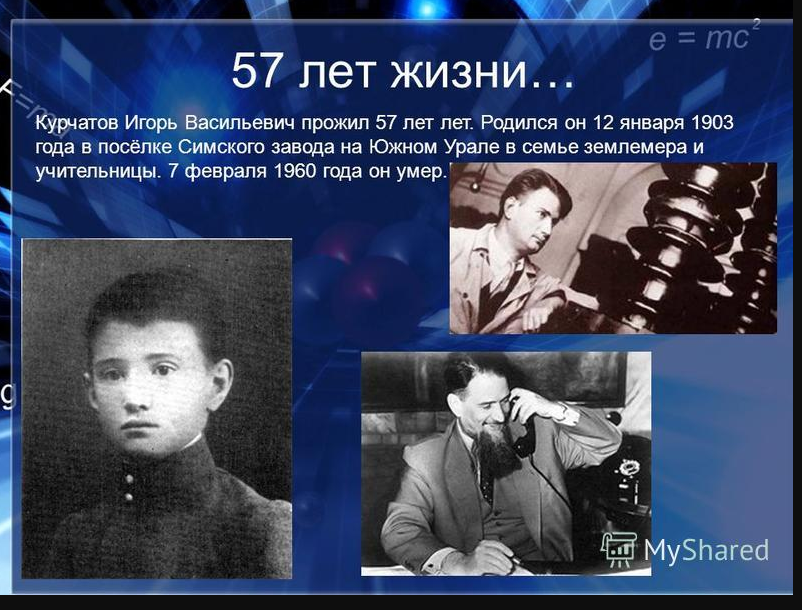 e = mc 2
57 лет жизни…
F=ma
Курчатов Игорь Васильевич прожил 57 лет лет. Родился он 12 января 1903
года в посёлке Симского завода на Южном Урале в семье землемера и
учительницы. 7 февраля 1960 года он умер.
g
MyShared